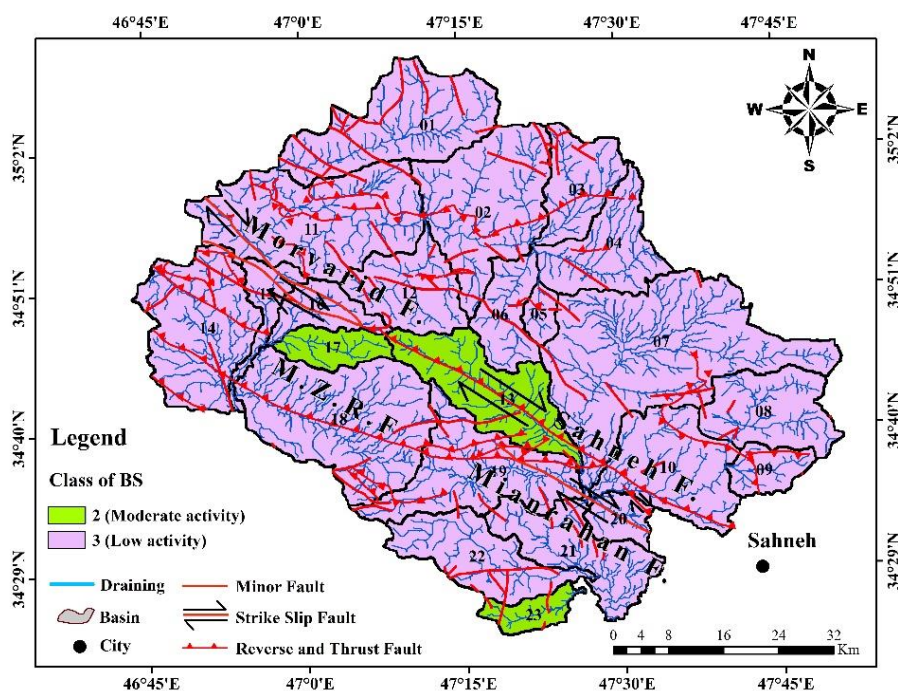 46°45'E 47°0'E 47°15'E 47°30'E 47°45'E
N
W E
S
35°2'N 35°2'N
34°51'N 34°51'N
34°40'N 34°40'N
34°29'N 34°29'N
01
02
03
04
11
Morvarid F.
06
05
07
14
17
13
M.Z.R.F
18
Sahneh F.
08
09
10
19
Mianrahan F.
20
21
22
23
Sahneh
Legend
Class of BS
2 (Moderate activity)
3 (Low activity)
Draining
Minor Fault
Basin
Strike Slip Fault
City
Reverse and Thrust Fault
0 4 8 16 24 32
Km
46°45'E 47°0'E 47°15'E 47°30'E 47°45'E